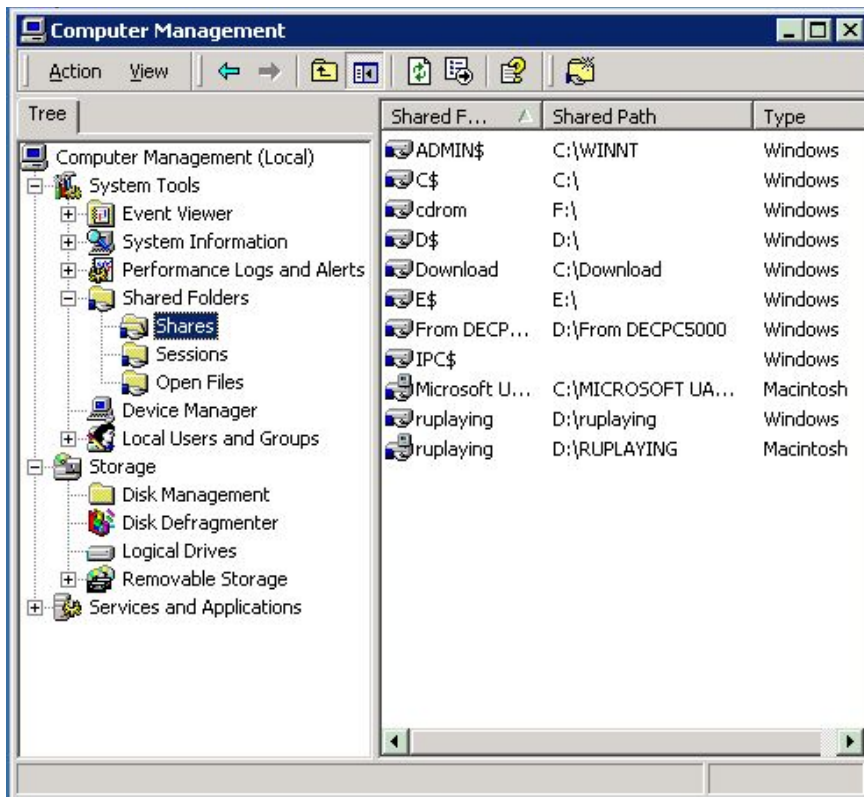 Computer Management
Action View
Tree
Computer Management (Local)
System Tools
Event Viewer
System Information
Performance Logs and Alerts
Shared Folders
Shares
Sessions
Open Files
Device Manager
Local Users and Groups
Storage
Disk Management
Disk Defragmenter
Logical Drives
Removable Storage
Services and Applications
Shared F... Shared Path Type
ADMIN$ C:\WINNT Windows
C$ C:\ Windows
cdrom F:\ Windows
D$ D:\ Windows
Download C:\Download Windows
E$ E:\ Windows
From DECP... D:\From DECPC5000 Windows
IPC$ Windows
Microsoft U... C:\MICROSOFT UA... Macintosh
ruplaying D:\ruplaying Windows
ruplaying D:\RUPLAYING Macintosh